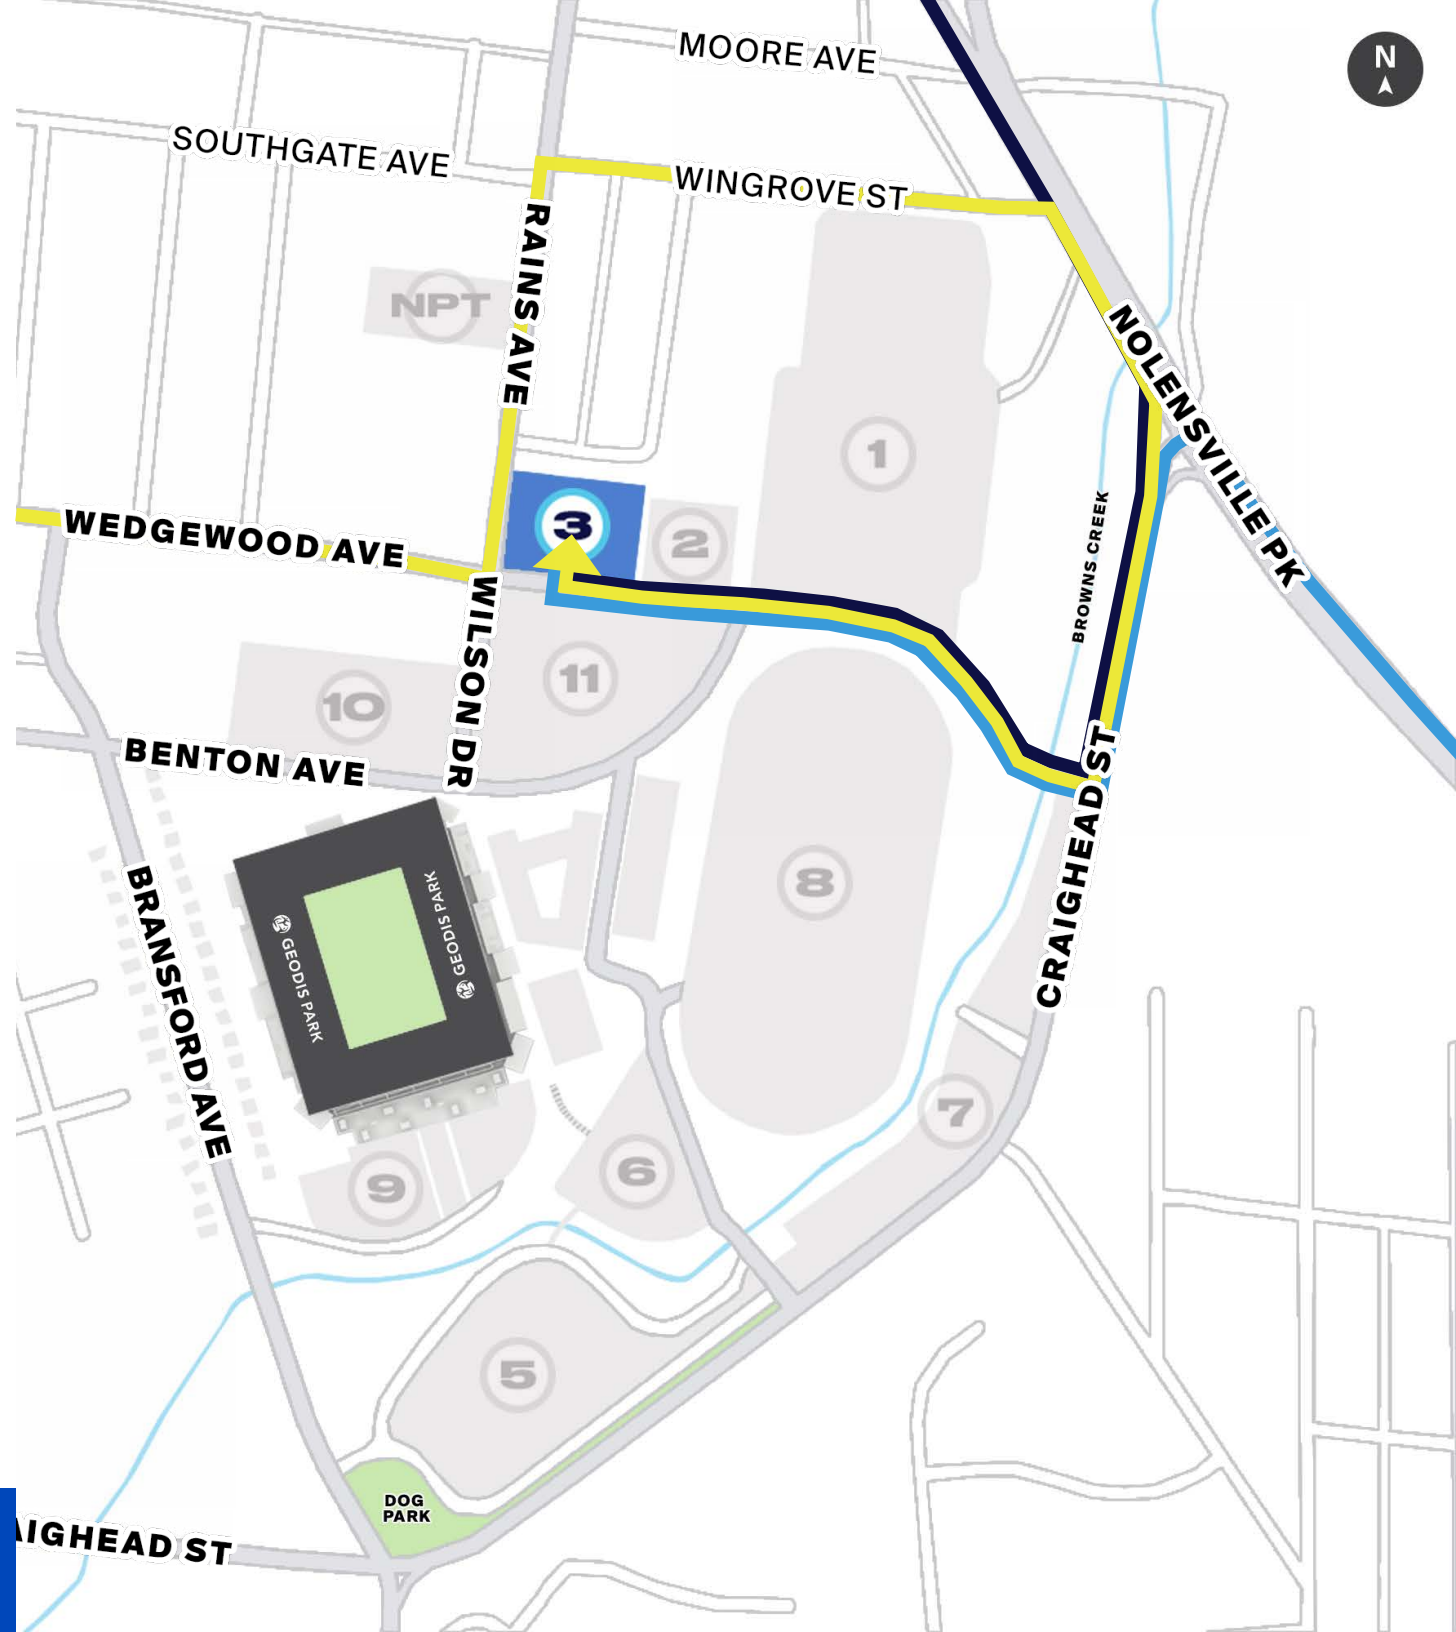 N
MOORE AVE
SOUTHGATE AVE
WINGROVE ST
RAINS AVE
NPT
NOLENSVILLE PK
1
3
2
WEDGEWOOD AVE
BROWNS CREEK
WILSON DR
11
10
BENTON AVE
CRAIGHEAD ST
8
BRANSFORD AVE
GEODIS PARK
GEODIS PARK
7
6
9
5
DOG
PARK
AIGHEAD ST